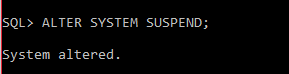 SQL> ALTER SYSTEM SUSPEND;
System altered.